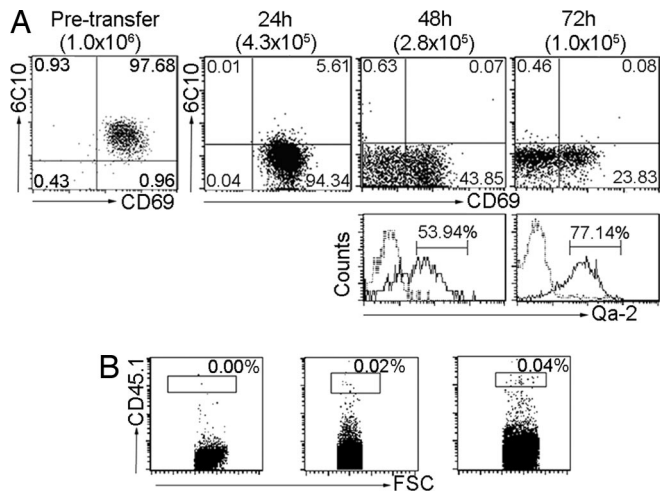 A
Pre-transfer 24h 48h 72h
(1.0x10⁶) (4.3x10⁵) (2.8x10⁵) (1.0x10⁵)
0.93 97.68 0.01 5.61 0.63 0.07 0.46 0.08
6C10 6C10
0.43 0.96 0.04 94.34 43.85 23.83
CD69 CD69
53.94% 77.14%
Counts
Qa-2
B
0.00% 0.02% 0.04%
CD45.1
FSC